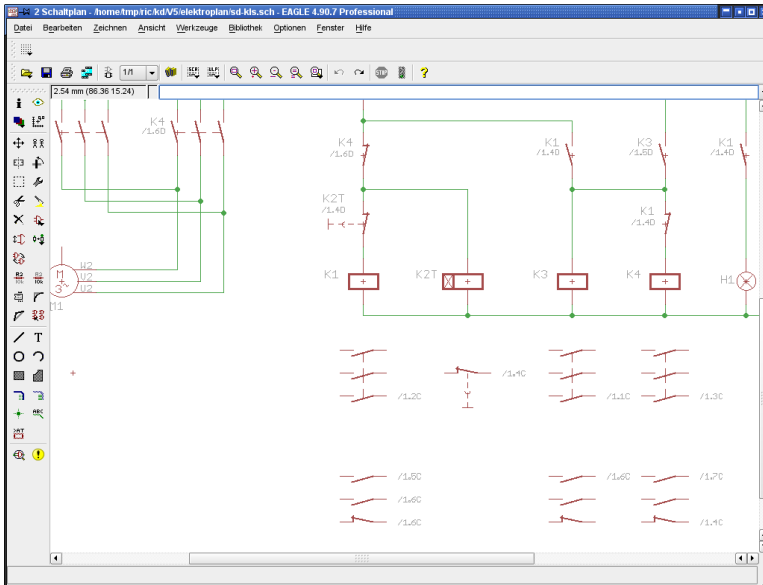 2 Schaltplan - /home/tmp/ric/kd/V5/elektroplan/sd-kls.sch - EAGLE 4.90.7 Professional
Datei Bearbeiten Zeichnen Ansicht Werkzeuge Bibliothek Optionen Fenster Hilfe
1/1
2.54 mm (86.36 15.24)
K4
/1.6D
K4
/1.6D
K1
/1.4D
K3
/1.5D
K1
/1.4D
K2T
/1.4D
K1
/1.4D
K1
K2T
K3
K4
H1
W2
V2
U2
M
3~
M1
/1.4C
/1.2C
/1.1C
/1.3C
/1.5C
/1.6C
/1.7C
/1.6C
/1.6C
/1.4C